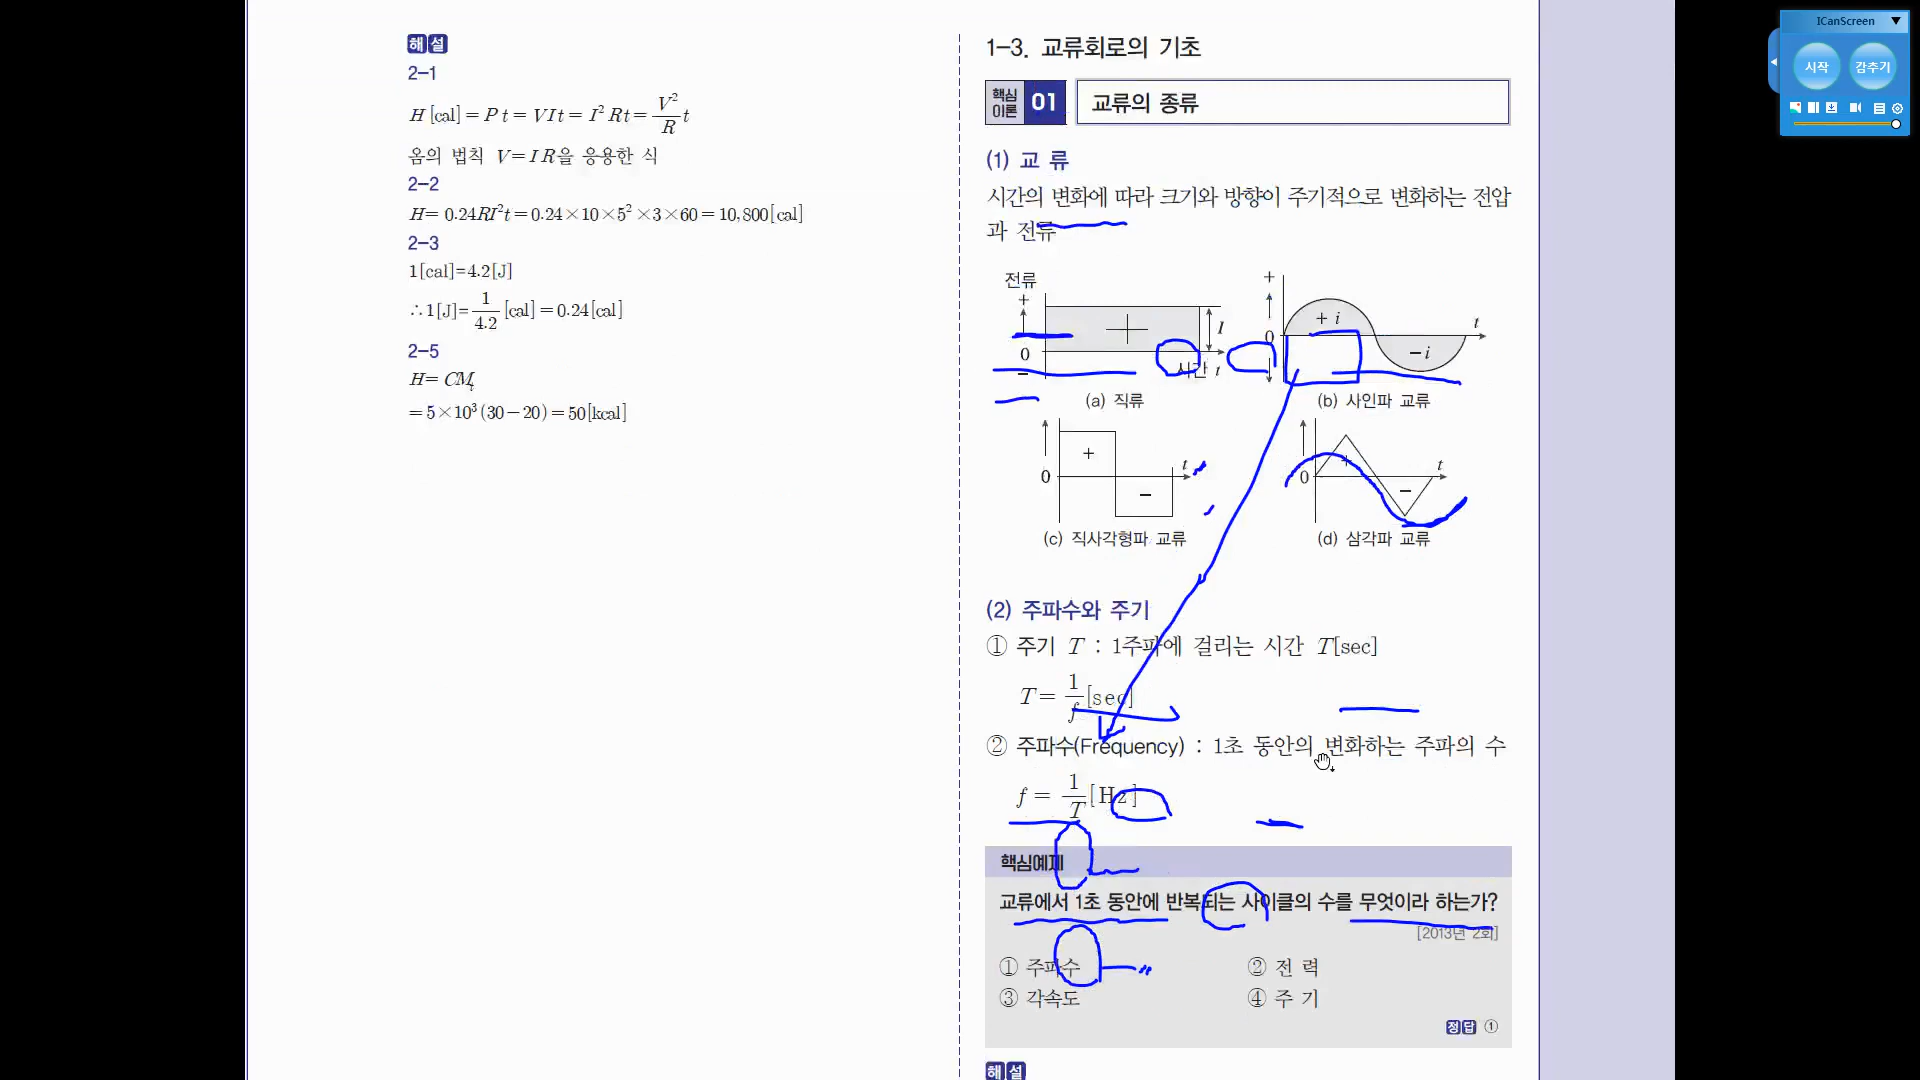 해설
2-1
H[cal]=Pt=VIt=I²Rt=V²/R t
옴의 법칙 V=IR을 응용한 식
2-2
H=0.24RI²t=0.24×10×5²×3×60=10,800[cal]
2-3
1[cal]=4.2[J]
∴1[J]=1/4.2[cal]=0.24[cal]
2-5
H=CM_t
=5×10³(30-20)=50[kcal]
1-3. 교류회로의 기초
핵심이론 01 교류의 종류
(1) 교 류
시간의 변화에 따라 크기와 방향이 주기적으로 변화하는 전압
과 전류
전류
+
0
-
+
I
시간 t
(a) 직류
+
0
+i
-i
t
(b) 사인파 교류
0
+
-
t
(c) 직사각형파 교류
0
+
-
t
(d) 삼각파 교류
(2) 주파수와 주기
① 주기 T : 1주파에 걸리는 시간 T[sec]
T=1/f[sec]
② 주파수(Frequency) : 1초 동안의 변화하는 주파의 수
f=1/T[Hz]
핵심예제
교류에서 1초 동안에 반복되는 사이클의 수를 무엇이라 하는가?
[2013년 2회]
① 주파수 ② 전 력
③ 각속도 ④ 주 기
정답 ①
해설
ICanScreen
시작 감추기